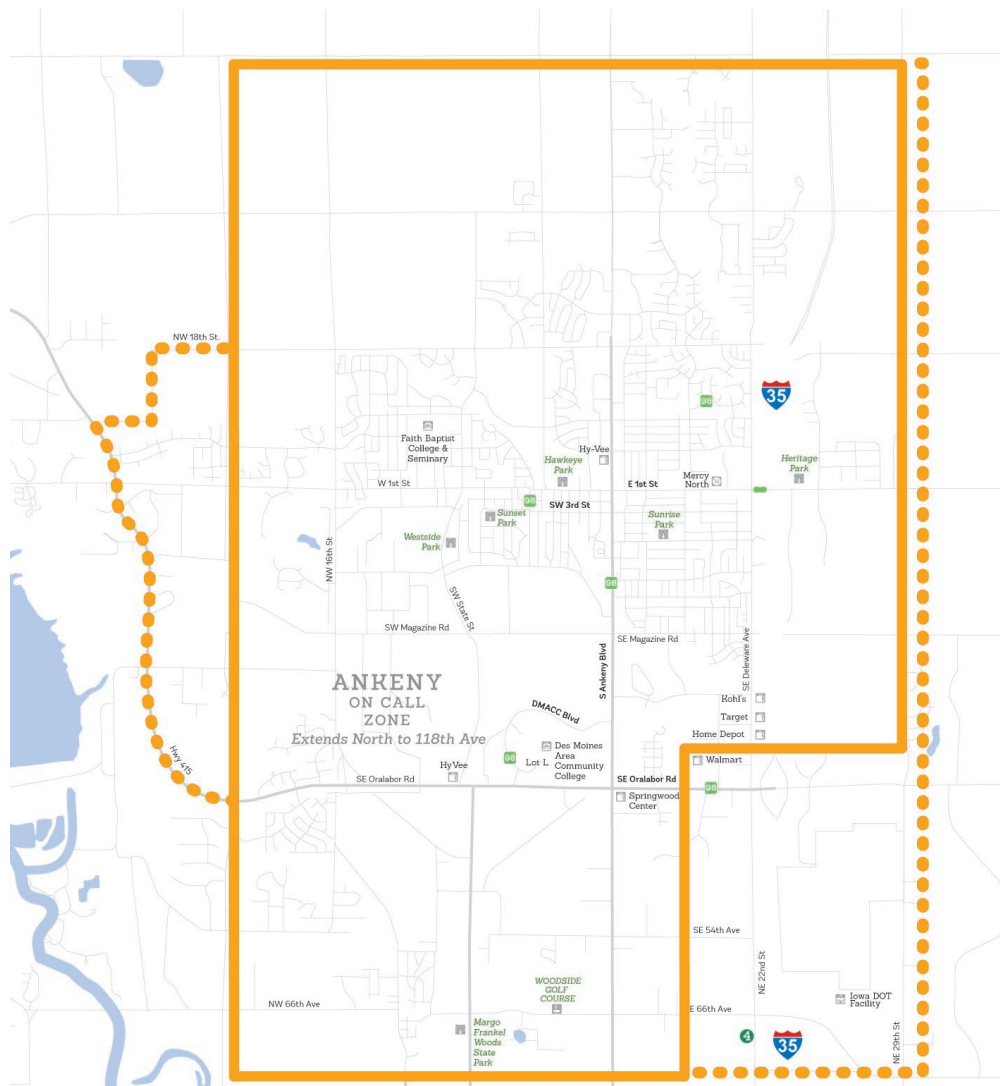 NW 18th St.
35
98
Faith Baptist
College &
Seminary
Hy-Vee
Hawkeye
Park
Heritage
Park
Mercy
North
W 1st St
E 1st St
98
SW 3rd St
Sunset
Park
Sunrise
Park
Westside
Park
NW 16th St
98
SW State St
SW Magazine Rd
SE Magazine Rd
SE Deleware Ave
S Ankeny Blvd
ANKENY
ON CALL
ZONE
Extends North to 118th Ave
Kohl's
Target
Home Depot
DMACC Blvd
Hwy 415
98
Lot L
Des Moines
Area
Community
College
Walmart
HyVee
SE Oralabor Rd
SE Oralabor Rd
98
Springwood
Center
SE 54th Ave
NE 22nd St
WOODSIDE
GOLF
COURSE
Iowa DOT
Facility
NW 66th Ave
E 66th Ave
NE 29th St
Margo
Frankel
Woods
State
Park
4
35